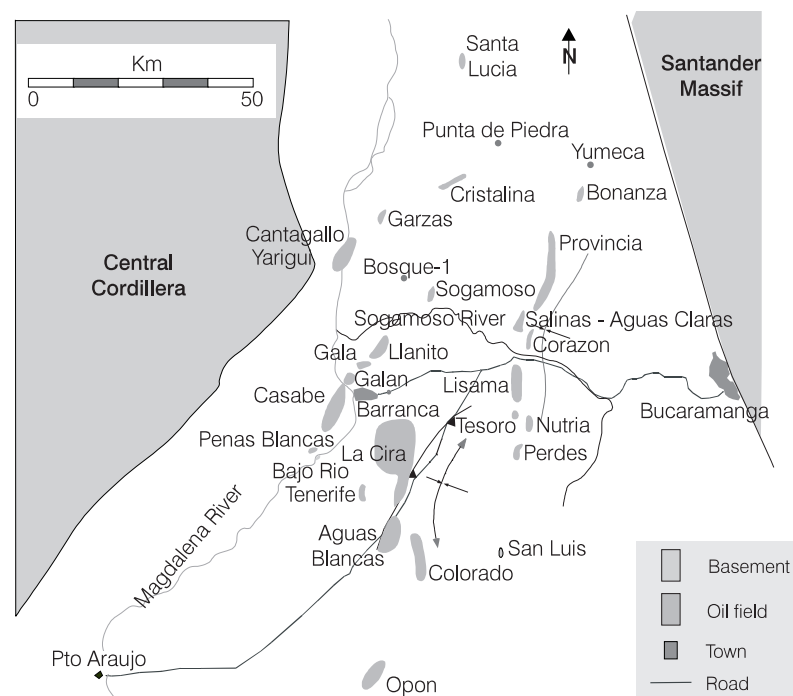 Km
0
50
N
Santa
Lucia
Santander
Massif
Punta de Piedra
Yumeca
Cristalina
Bonanza
Garzas
Cantagallo
Yarigui
Provincia
Central
Cordillera
Bosque-1
Sogamoso
Sogamoso River
Salinas - Aguas Claras
Corazon
Gala
Llanito
Galan
Lisama
Casabe
Barranca
Bucaramanga
Tesoro
Nutria
Penas Blancas
La Cira
Perdes
Bajo Rio
Tenerife
Magdalena River
Aguas
Blancas
San Luis
Colorado
Basement
Oil field
Town
Road
Pto Araujo
Opon